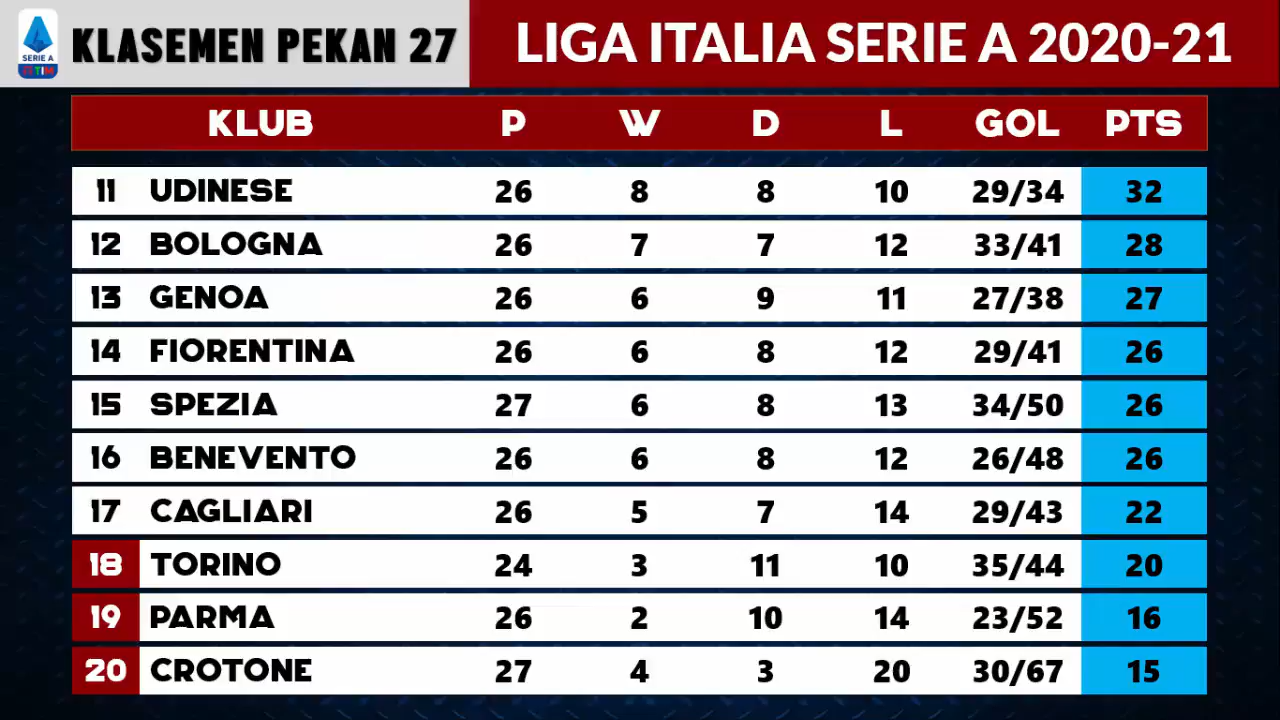 SERIE A
TIM
KLASEMEN PEKAN 27
LIGA ITALIA SERIE A 2020-21
KLUB P W D L GOL PTS
11 UDINESE 26 8 8 10 29/34 32
12 BOLOGNA 26 7 7 12 33/41 28
13 GENOA 26 6 9 11 27/38 27
14 FIORENTINA 26 6 8 12 29/41 26
15 SPEZIA 27 6 8 13 34/50 26
16 BENEVENTO 26 6 8 12 26/48 26
17 CAGLIARI 26 5 7 14 29/43 22
18 TORINO 24 3 11 10 35/44 20
19 PARMA 26 2 10 14 23/52 16
20 CROTONE 27 4 3 20 30/67 15